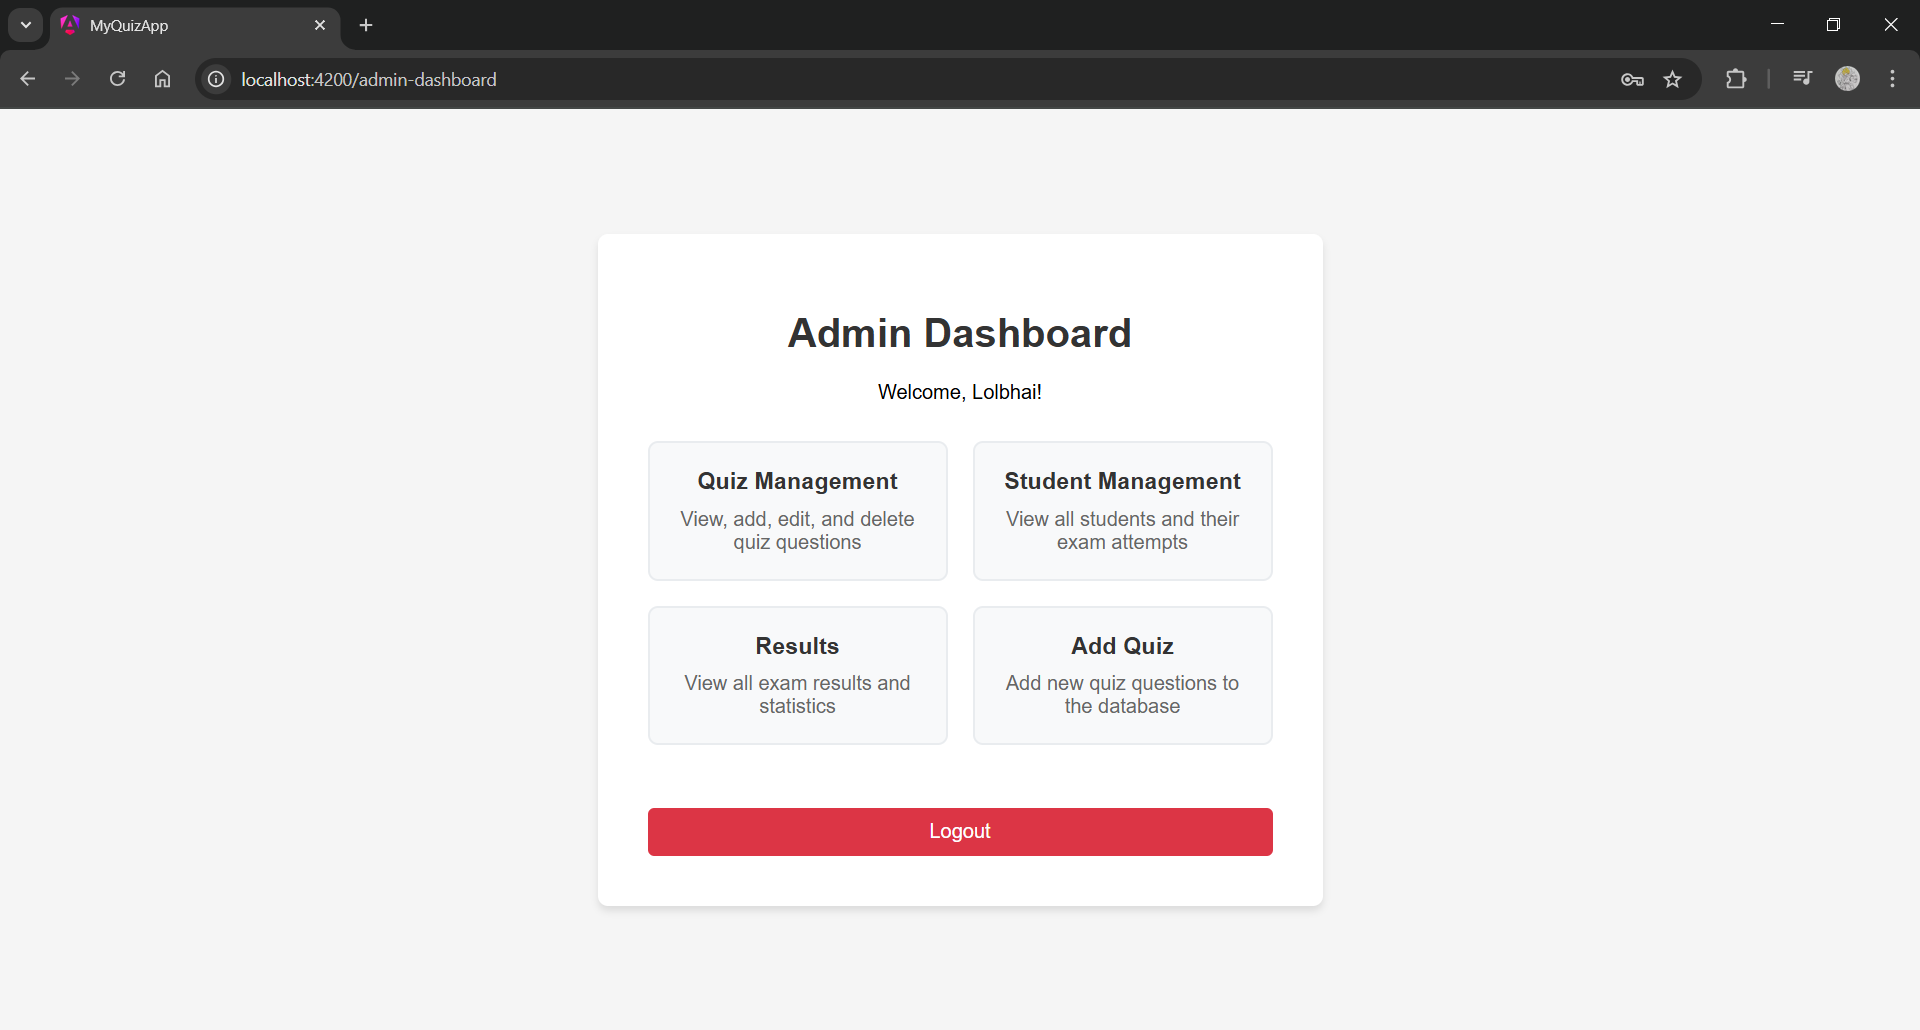 MyQuizApp
localhost:4200/admin-dashboard
Admin Dashboard
Welcome, Lolbhai!
Quiz Management
View, add, edit, and delete
quiz questions
Student Management
View all students and their
exam attempts
Results
View all exam results and
statistics
Add Quiz
Add new quiz questions to
the database
Logout